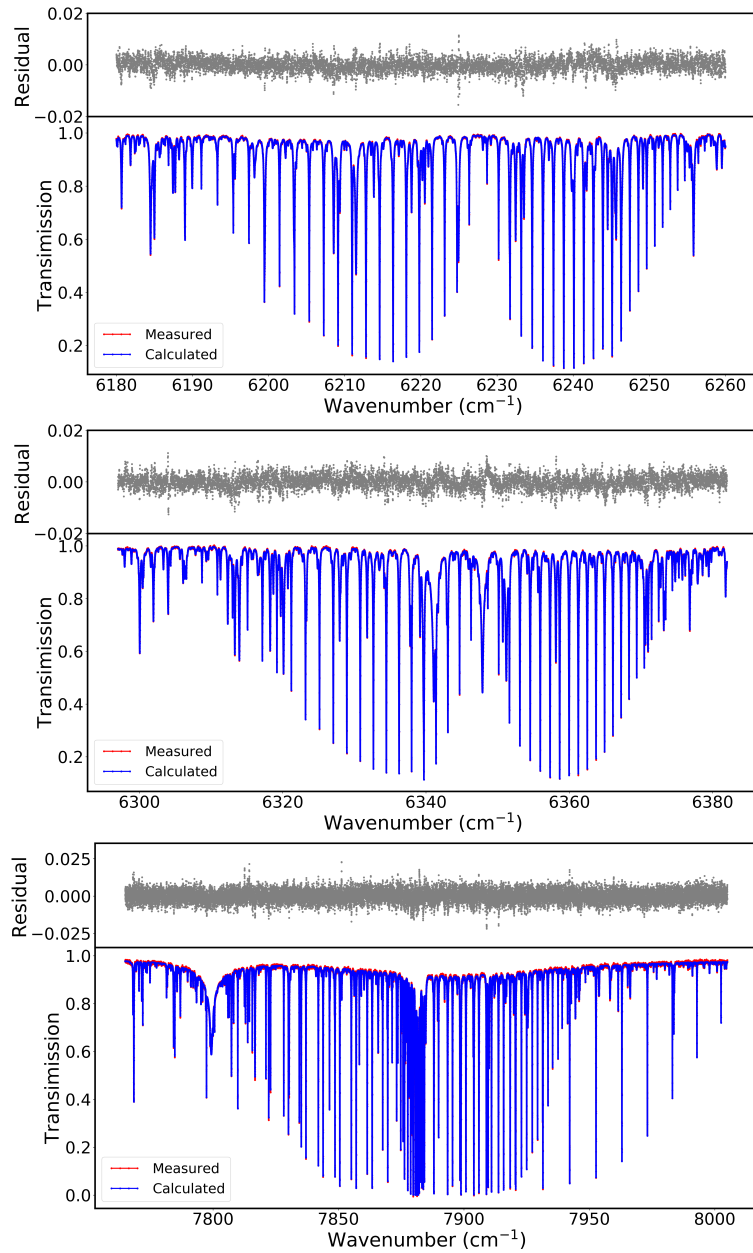 0.02
0.00
−0.02
Residual
1.0
0.8
0.6
0.4
0.2
Transimission
Measured
Calculated
6180 6190 6200 6210 6220 6230 6240 6250 6260
Wavenumber (cm⁻¹)
0.02
0.00
−0.02
Residual
1.0
0.8
0.6
0.4
0.2
Transimission
Measured
Calculated
6300 6320 6340 6360 6380
Wavenumber (cm⁻¹)
0.025
0.000
−0.025
Residual
1.0
0.8
0.6
0.4
0.2
0.0
Transimission
Measured
Calculated
7800 7850 7900 7950 8000
Wavenumber (cm⁻¹)